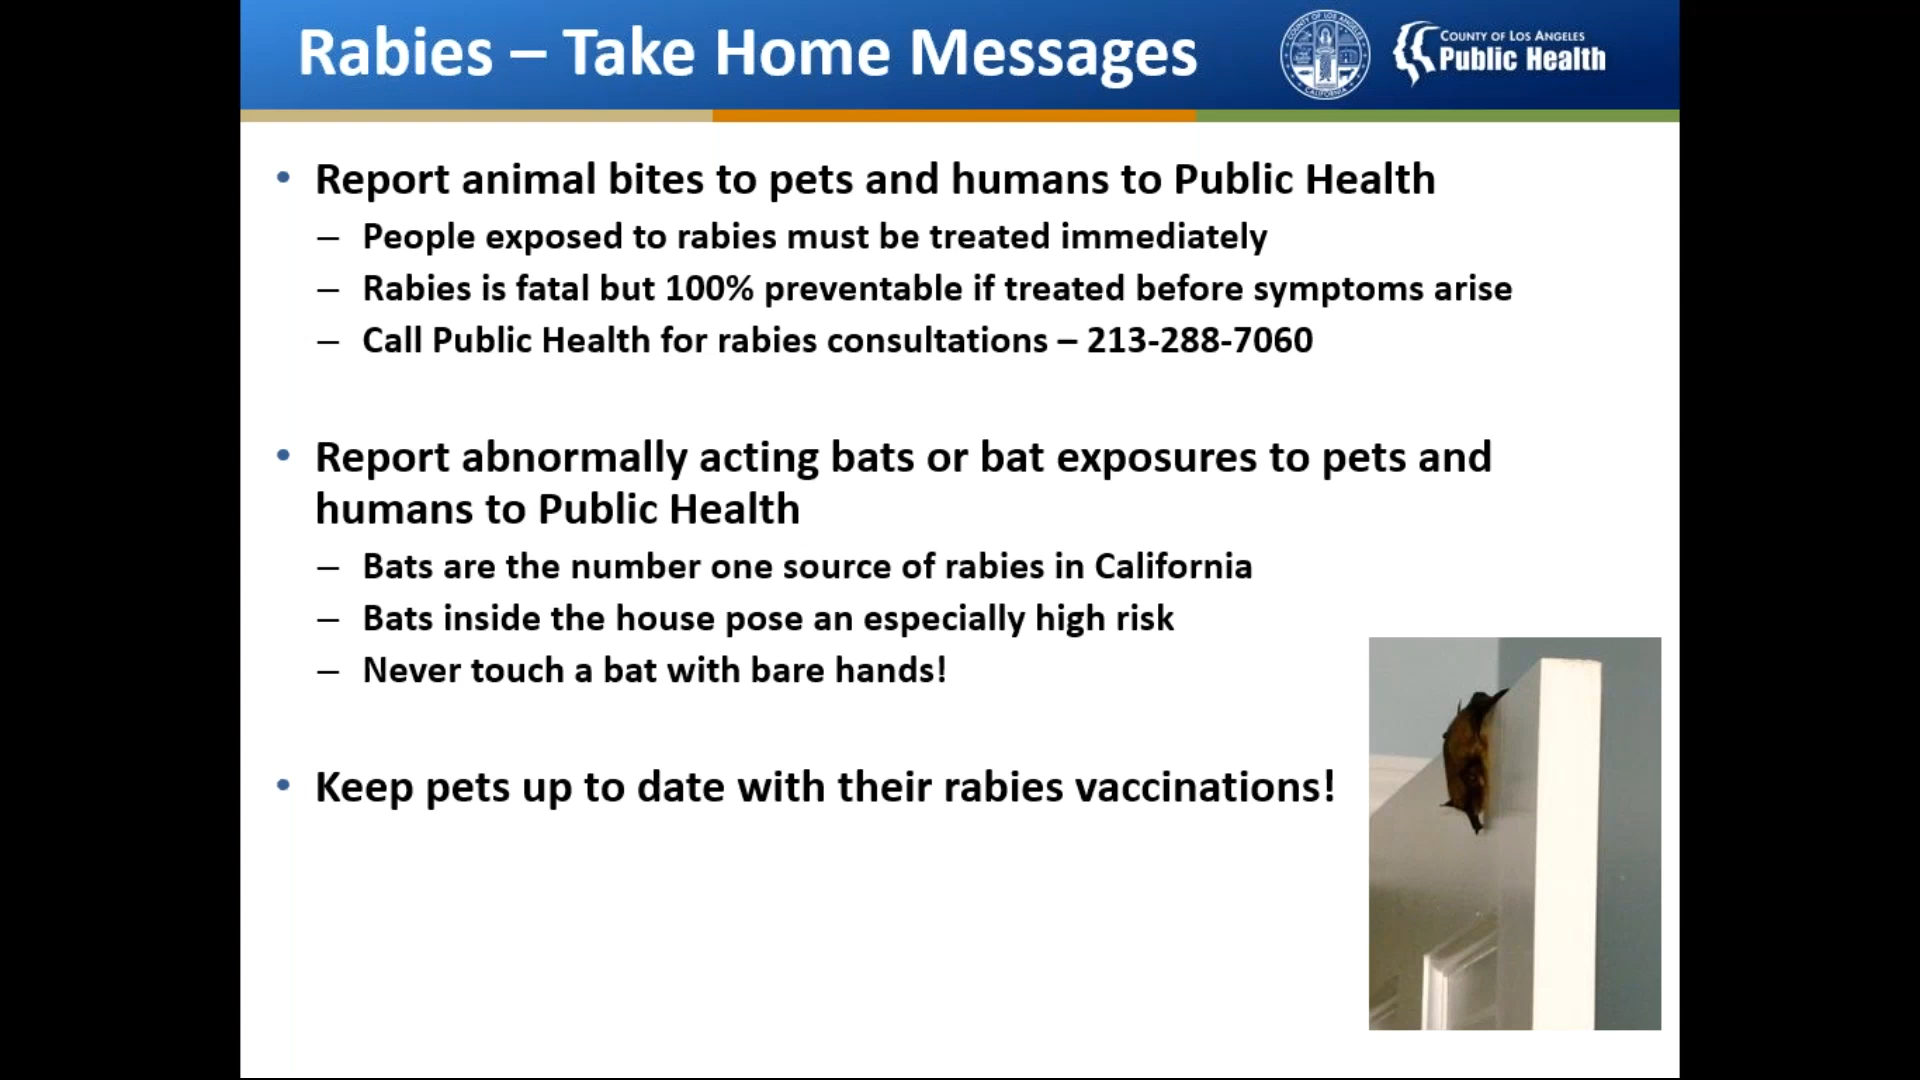 Rabies – Take Home Messages
COUNTY OF LOS ANGELES
Public Health
• Report animal bites to pets and humans to Public Health
– People exposed to rabies must be treated immediately
– Rabies is fatal but 100% preventable if treated before symptoms arise
– Call Public Health for rabies consultations – 213-288-7060
• Report abnormally acting bats or bat exposures to pets and
humans to Public Health
– Bats are the number one source of rabies in California
– Bats inside the house pose an especially high risk
– Never touch a bat with bare hands!
• Keep pets up to date with their rabies vaccinations!